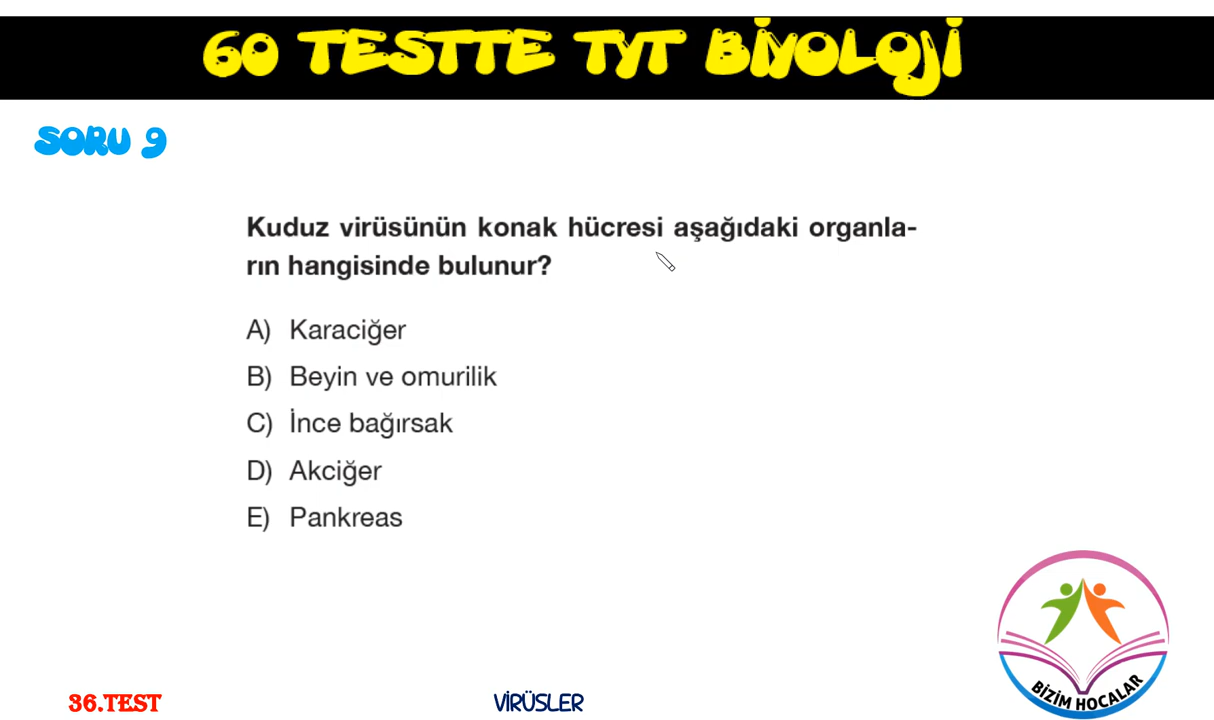 60 TESTTE TYT BİYOLOJİ
SORU 9
Kuduz virüsünün konak hücresi aşağıdaki organla-
rın hangisinde bulunur?
A) Karaciğer
B) Beyin ve omurilik
C) İnce bağırsak
D) Akciğer
E) Pankreas
BİZİM HOCALAR
36.TEST
VİRÜSLER